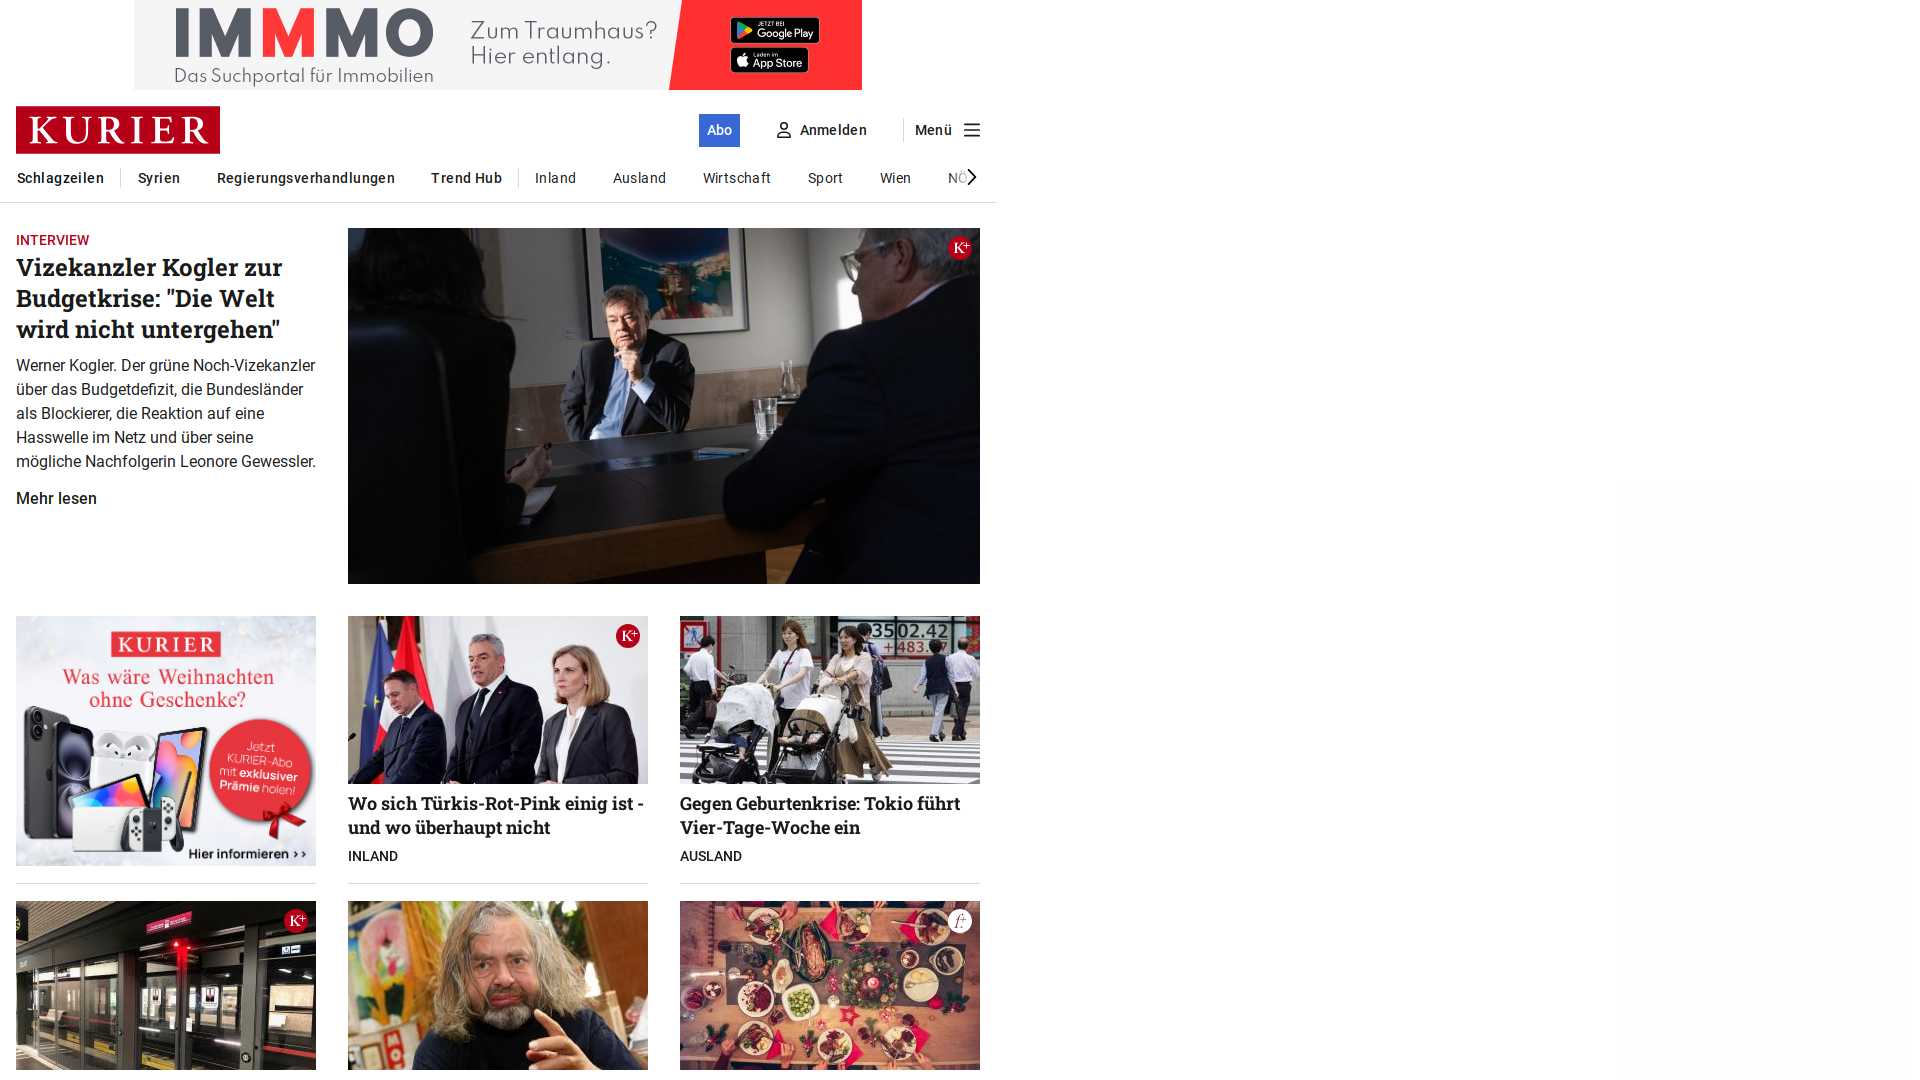 IMMMO
Das Suchportal für Immobilien
Zum Traumhaus?
Hier entlang.
JETZT BEI
Google Play
Laden im
App Store
KURIER
Abo
Anmelden
Menü
Schlagzeilen
Syrien
Regierungsverhandlungen
Trend Hub
Inland
Ausland
Wirtschaft
Sport
Wien
NÖ
INTERVIEW
Vizekanzler Kogler zur
Budgetkrise: "Die Welt
wird nicht untergehen"
Werner Kogler. Der grüne Noch-Vizekanzler
über das Budgetdefizit, die Bundesländer
als Blockierer, die Reaktion auf eine
Hasswelle im Netz und über seine
mögliche Nachfolgerin Leonore Gewessler.
Mehr lesen
K+
KURIER
Was wäre Weihnachten
ohne Geschenke?
Jetzt
KURIER-Abo
mit exklusiver
Prämie holen!
Hier informieren >>
K+
Wo sich Türkis-Rot-Pink einig ist -
und wo überhaupt nicht
INLAND
3502.42
Gegen Geburtenkrise: Tokio führt
Vier-Tage-Woche ein
AUSLAND
K+
f+